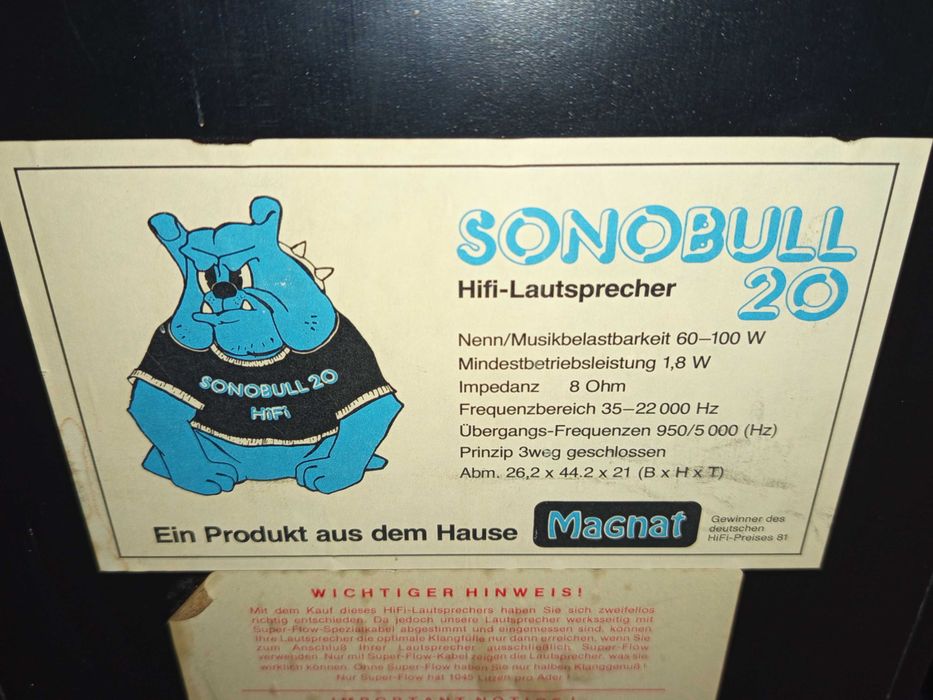 SONOBULL
20
Hifi-Lautsprecher
Nenn/Musikbelastbarkeit 60–100 W
Mindestbetriebsleistung 1,8 W
Impedanz 8 Ohm
Frequenzbereich 35–22 000 Hz
Übergangs-Frequenzen 950/5 000 (Hz)
Prinzip 3weg geschlossen
Abm. 26,2 x 44.2 x 21 (B x H x T)
SONOBULL 20
HiFi
Ein Produkt aus dem Hause Magnat
Gewinner des
deutschen
HiFi-Preises 81
WICHTIGER HINWEIS!
Mit dem Kauf dieses HiFi-Lautsprechers haben Sie sich zweifellos
richtig entschieden. Da jedoch unsere Lautsprecher werksseitig mit
Super-Flow-Spezialkabel abgestimmt und eingemessen sind, können
Ihre Lautsprecher die optimale Klangfülle nur dann erreichen, wenn Sie
zum Anschluß Ihrer Lautsprecher ausschließlich Super-Flow
verwenden. Nur mit Super-Flow-Kabel zeigen die Lautsprecher, was sie
wirklich können. Ohne Super-Flow haben Sie nur halben Klanggenuß!
Nur Super-Flow hat 1045 Litzen pro Ader!
IMPORTANT NOTICE!